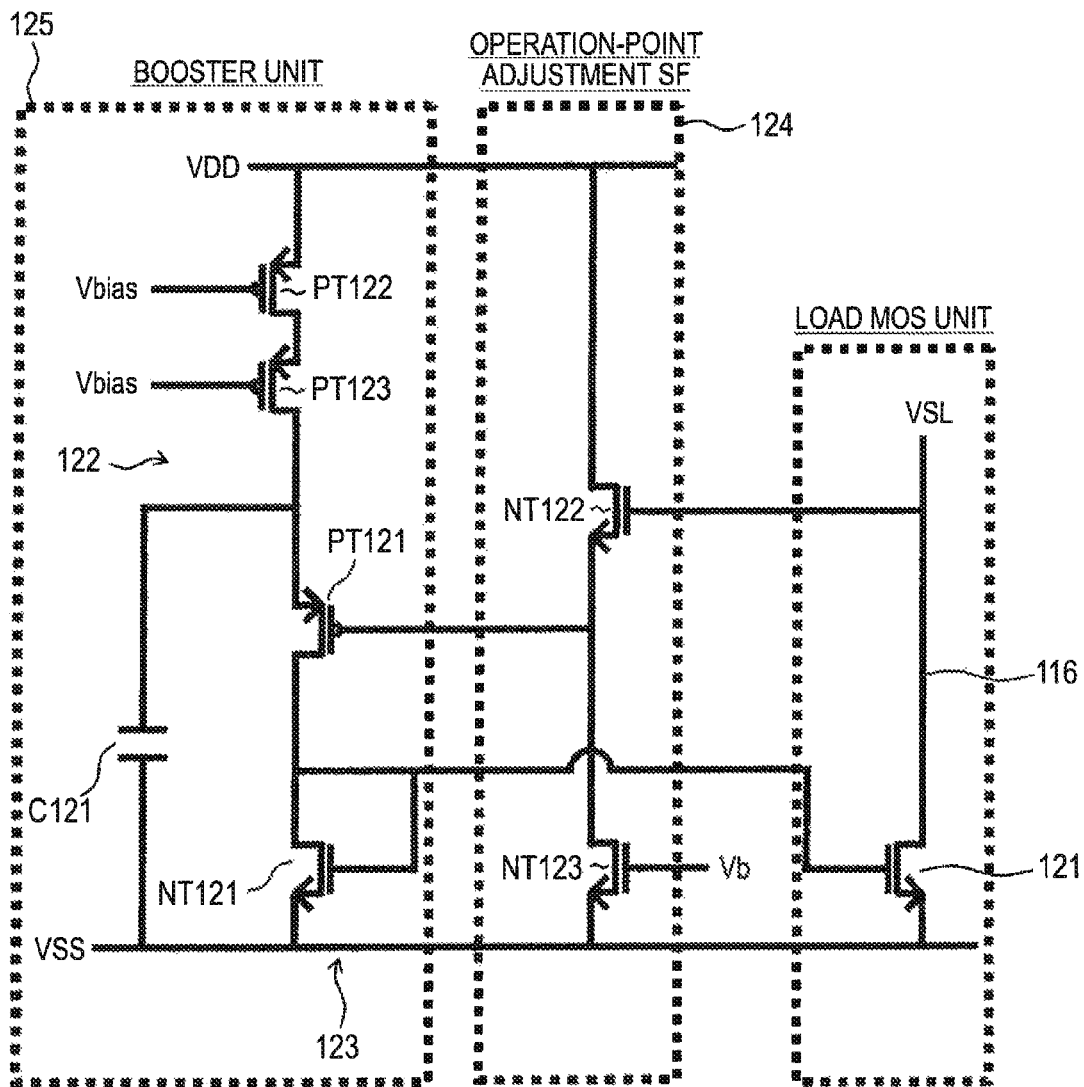 125
BOOSTER UNIT
OPERATION-POINT
ADJUSTMENT SF
124
VDD
Vbias
PT122
Vbias
PT123
LOAD MOS UNIT
VSL
122
NT122
PT121
116
C121
NT121
NT123
Vb
121
VSS
123